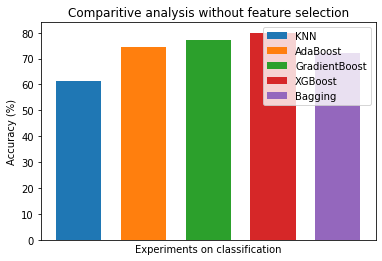 Comparitive analysis without feature selection
80
70
60
50
40
30
20
10
0
Accuracy (%)
KNN
AdaBoost
GradientBoost
XGBoost
Bagging
Experiments on classification